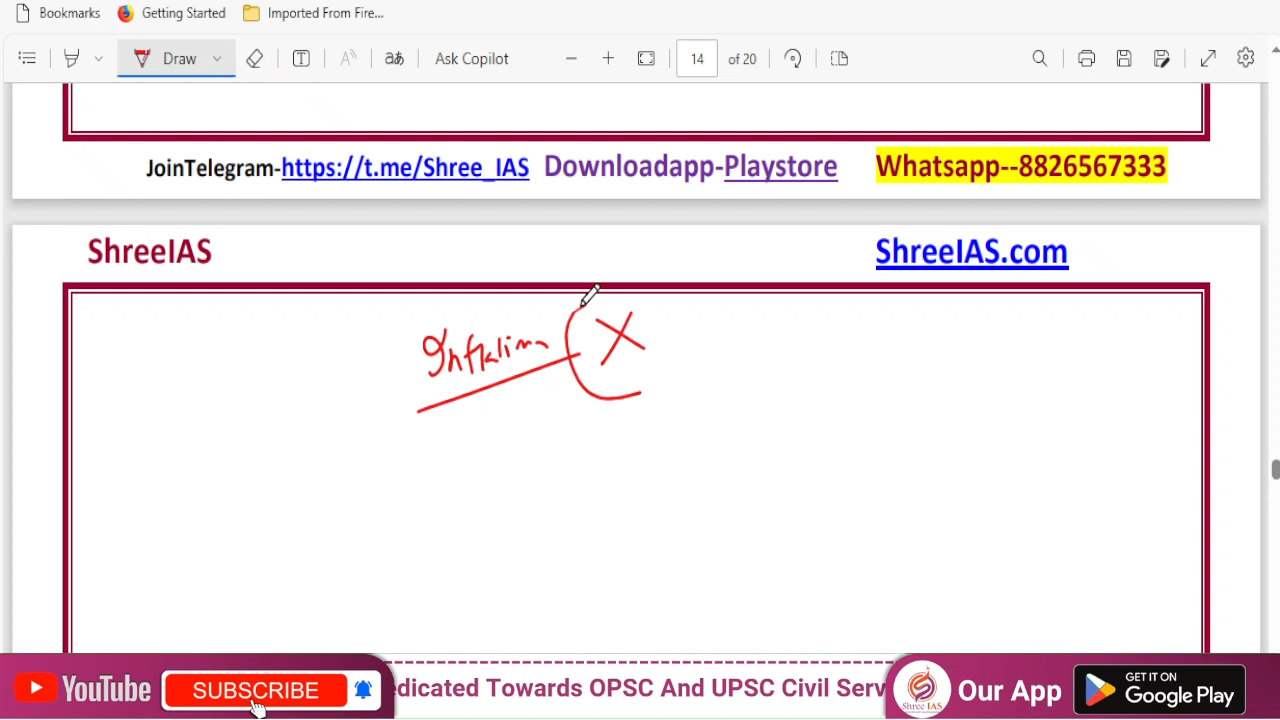 Bookmarks Getting Started Imported From Fire...
Draw Ask Copilot 14 of 20
JoinTelegram-https://t.me/Shree_IAS Downloadapp-Playstore Whatsapp--8826567333
ShreeIAS ShreeIAS.com
X
YouTube SUBSCRIBE edicated Towards OPSC And UPSC Civil Serv Shree IAS Our App GET IT ON Google Play